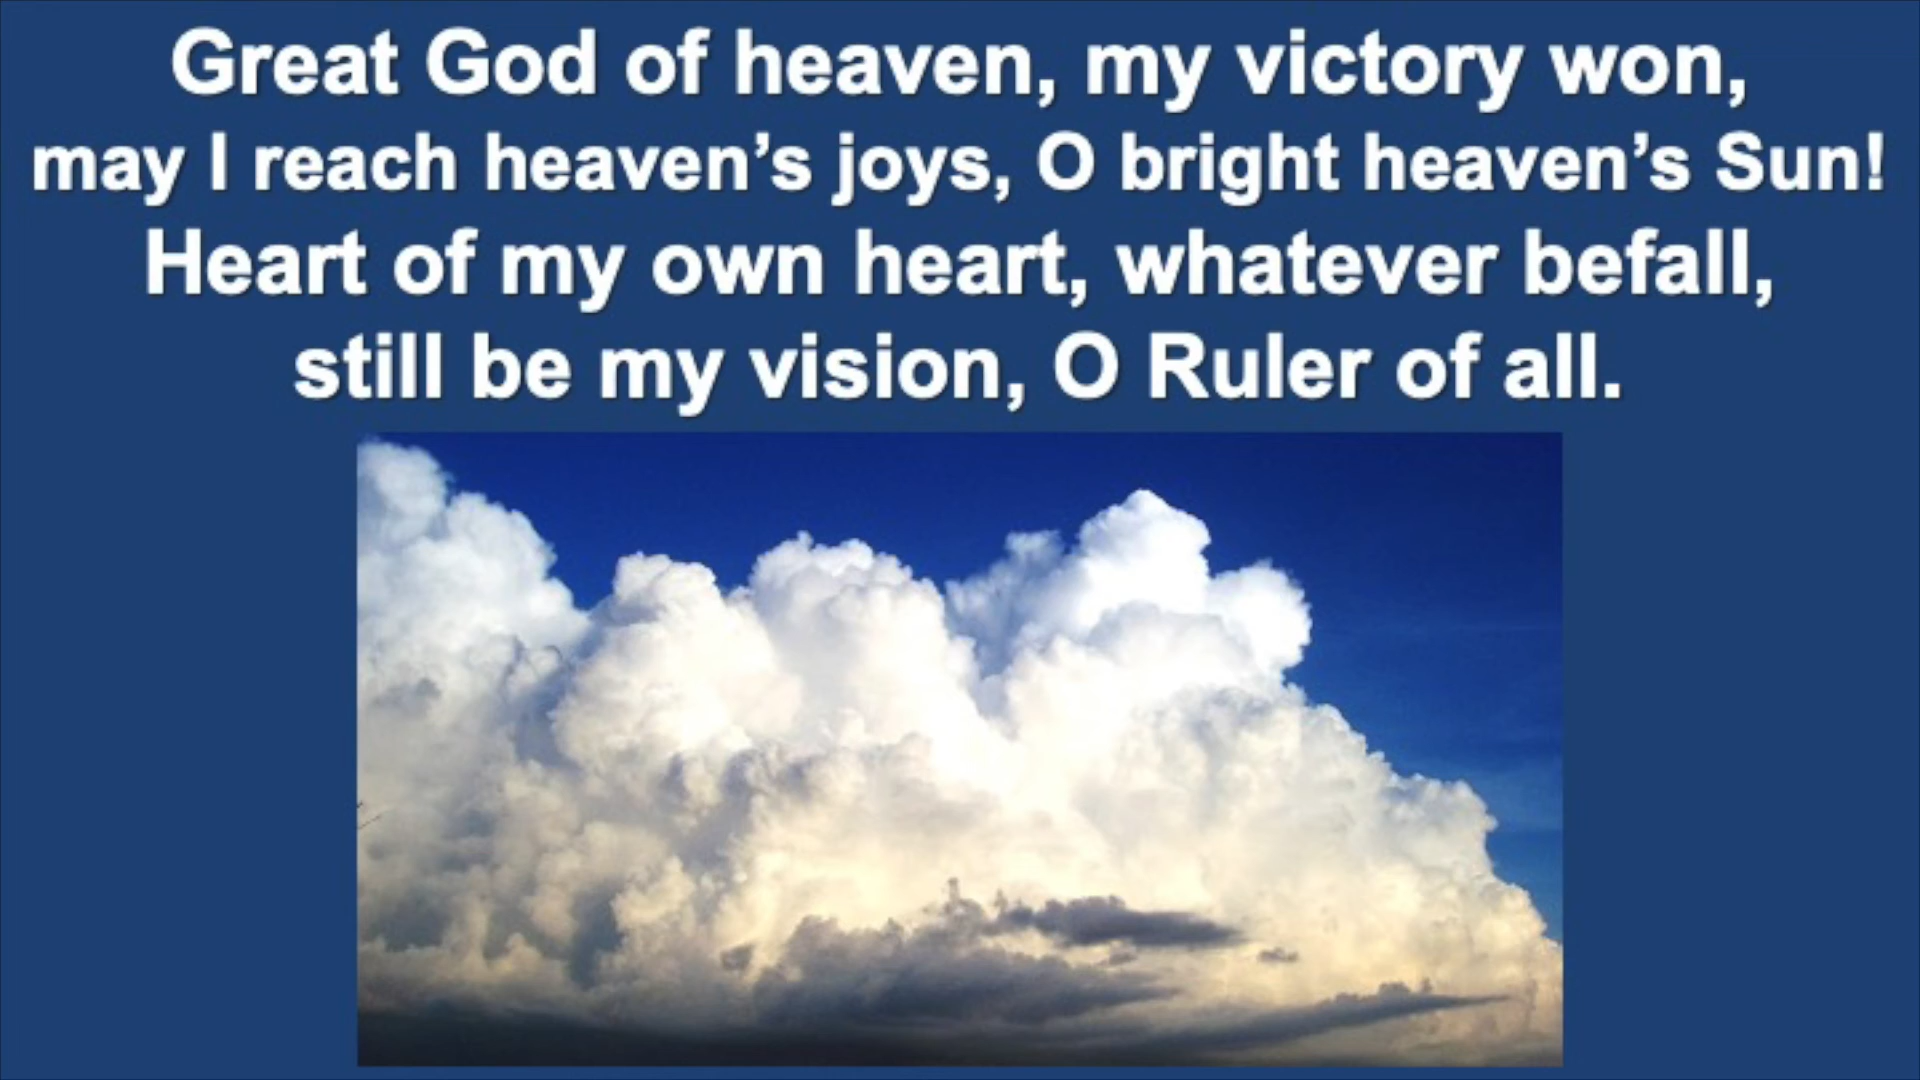 Great God of heaven, my victory won,
may I reach heaven’s joys, O bright heaven’s Sun!
Heart of my own heart, whatever befall,
still be my vision, O Ruler of all.